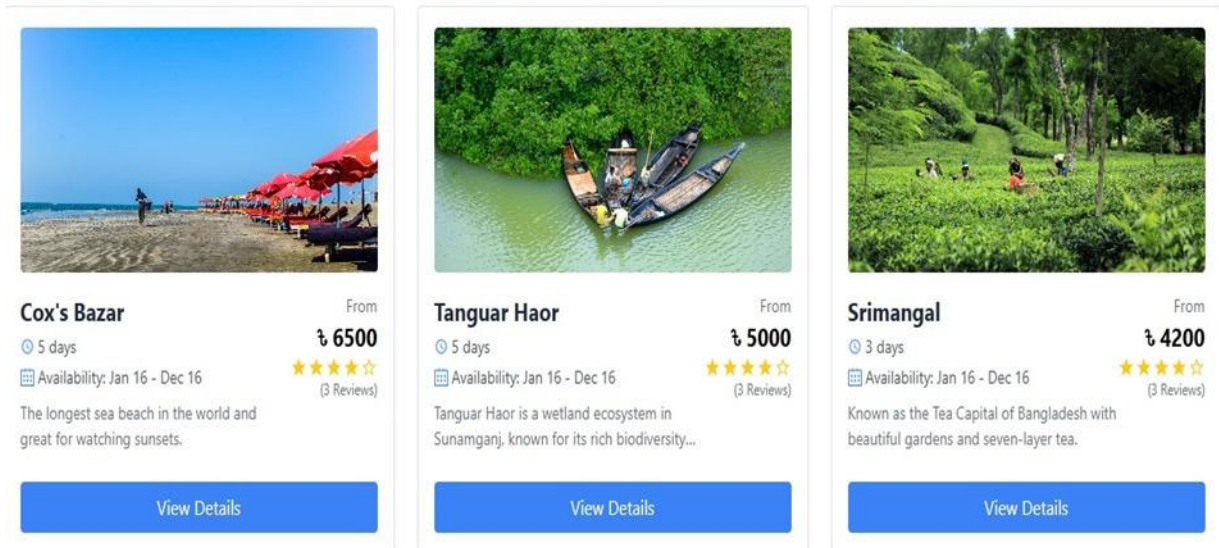 Cox's Bazar
From
৳ 6500
5 days
Availability: Jan 16 - Dec 16
(3 Reviews)
The longest sea beach in the world and
great for watching sunsets.
View Details
Tanguar Haor
From
৳ 5000
5 days
Availability: Jan 16 - Dec 16
(3 Reviews)
Tanguar Haor is a wetland ecosystem in
Sunamganj, known for its rich biodiversity...
View Details
Srimangal
From
৳ 4200
3 days
Availability: Jan 16 - Dec 16
(3 Reviews)
Known as the Tea Capital of Bangladesh with
beautiful gardens and seven-layer tea.
View Details